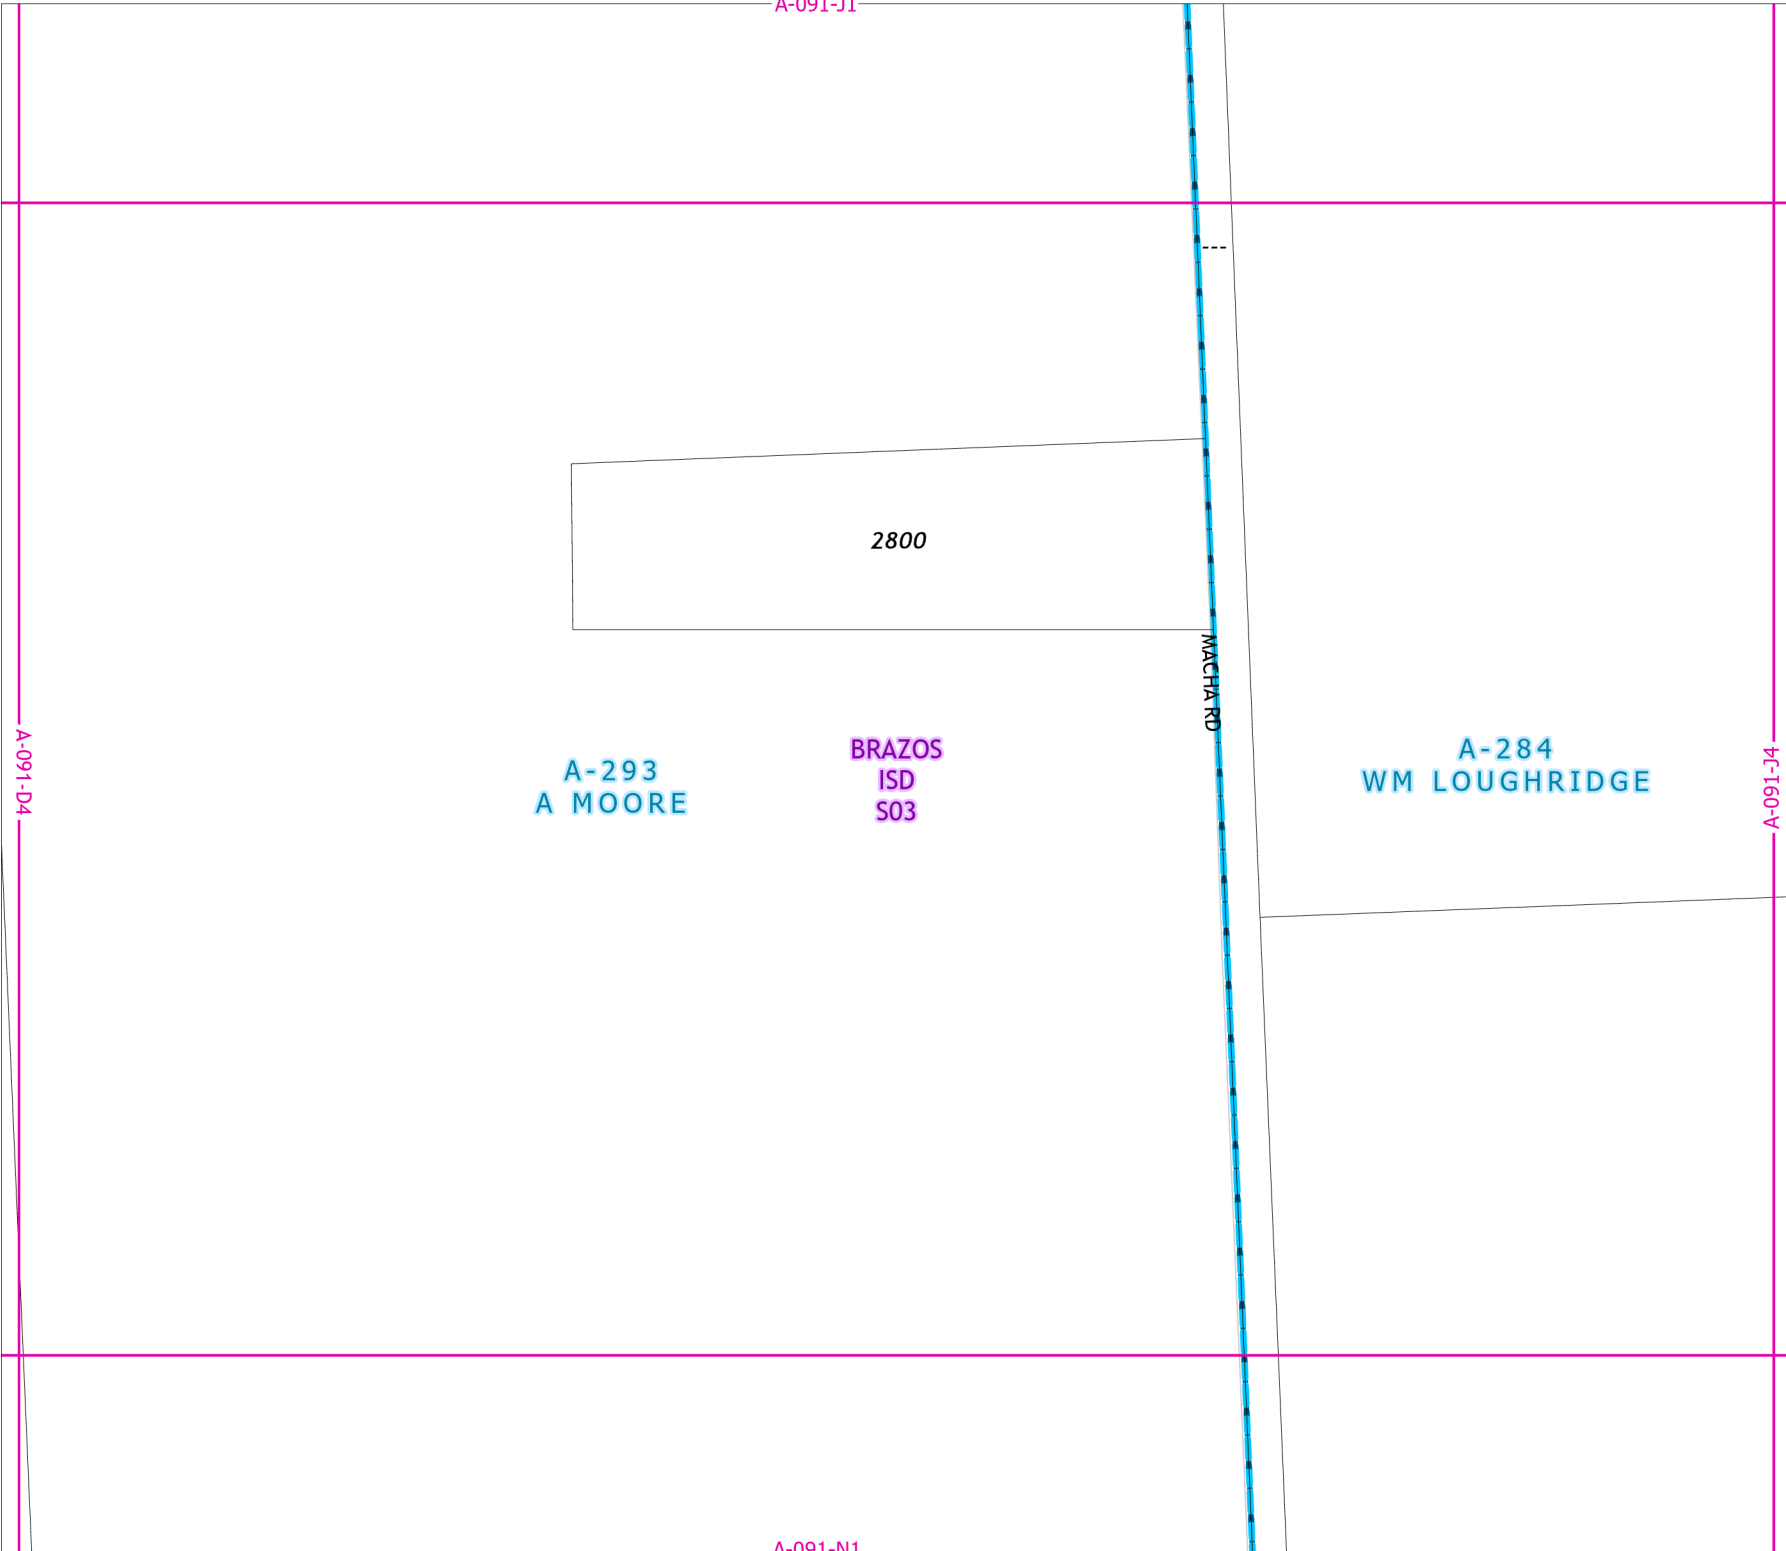 A-091-J1
2800
MACHA RD
A-091-D4
A-293
A MOORE
BRAZOS
ISD
S03
A-284
WM LOUGHRIDGE
A-091-J4
A-091-N1